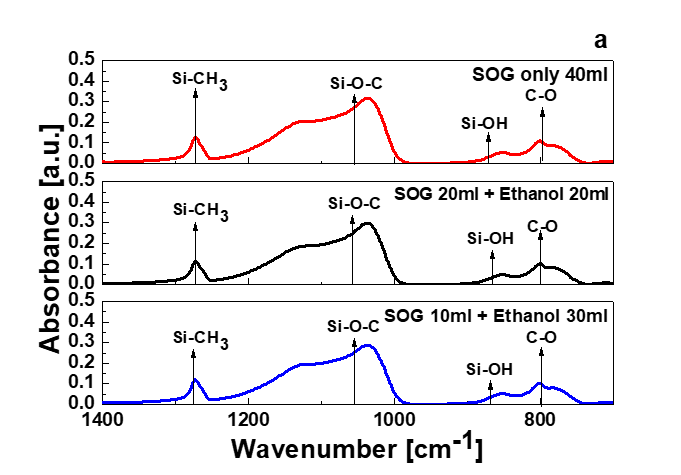 a
Absorbance [a.u.]
0.5
0.4
0.3
0.2
0.1
0.0
SOG only 40ml
Si-CH3
Si-O-C
Si-OH
C-O
0.5
0.4
0.3
0.2
0.1
0.0
SOG 20ml + Ethanol 20ml
Si-CH3
Si-O-C
Si-OH
C-O
0.5
0.4
0.3
0.2
0.1
0.0
SOG 10ml + Ethanol 30ml
Si-CH3
Si-O-C
Si-OH
C-O
1400 1200 1000 800
Wavenumber [cm-1]